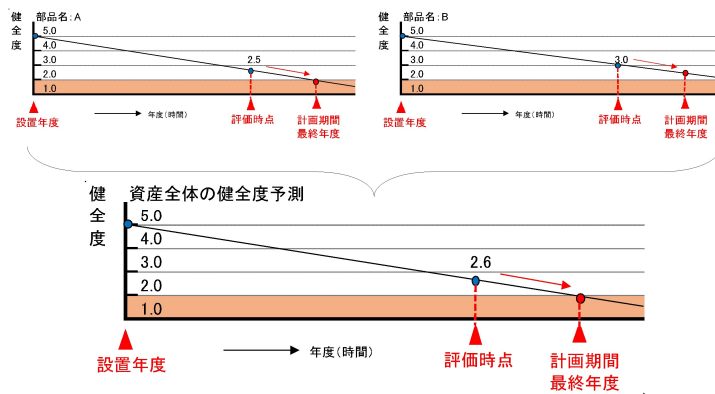 健全度
部品名：A
5.0
4.0
3.0
2.0
1.0
2.5
設置年度
年度（時間）
評価時点
計画期間
最終年度
健全度
部品名：B
5.0
4.0
3.0
2.0
1.0
3.0
設置年度
年度（時間）
評価時点
計画期間
最終年度
健全度
資産全体の健全度予測
5.0
4.0
3.0
2.0
1.0
2.6
設置年度
年度（時間）
評価時点
計画期間
最終年度